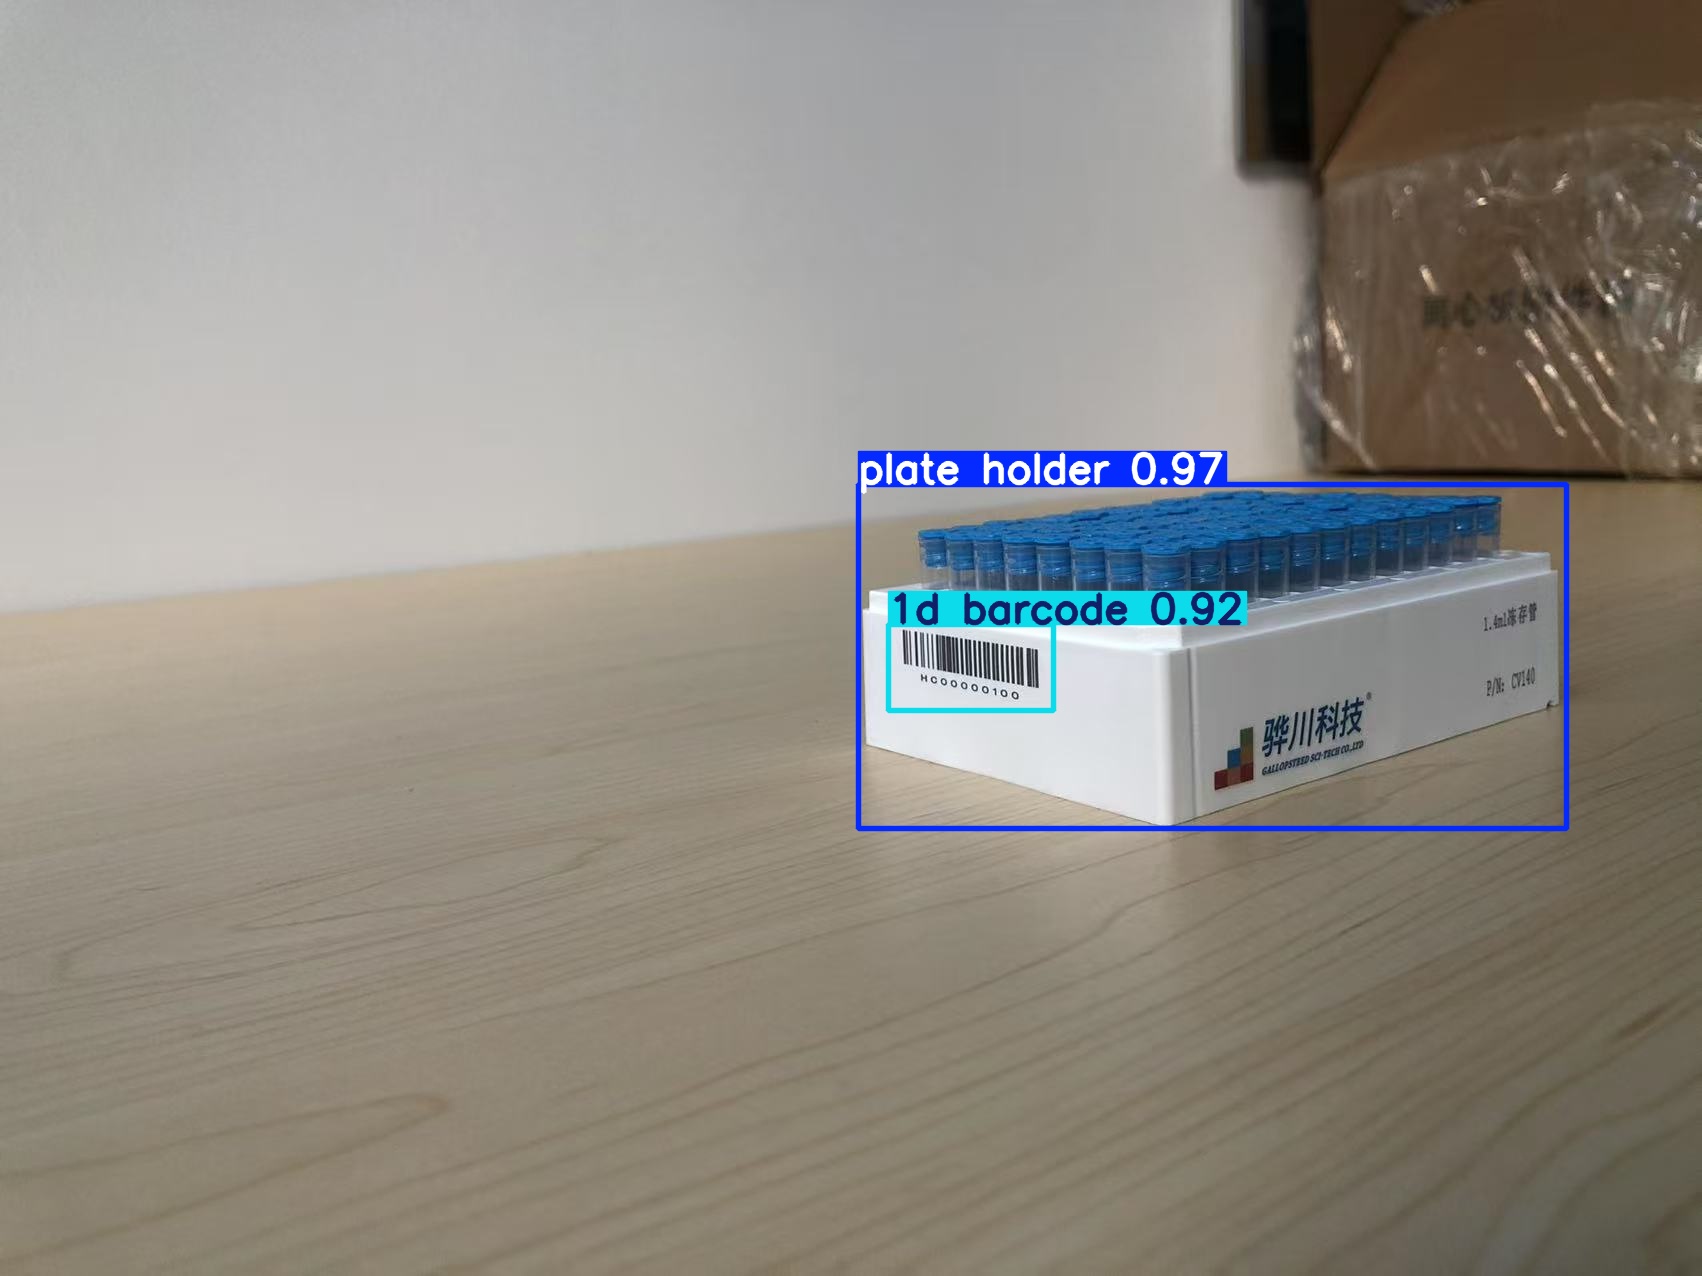 plate holder 0.97
1d barcode 0.92
HC00000100
1.4ml冻存管
P/N: CV140
骅川科技®
GALLOPSTEED SCI-TECH CO.,LTD